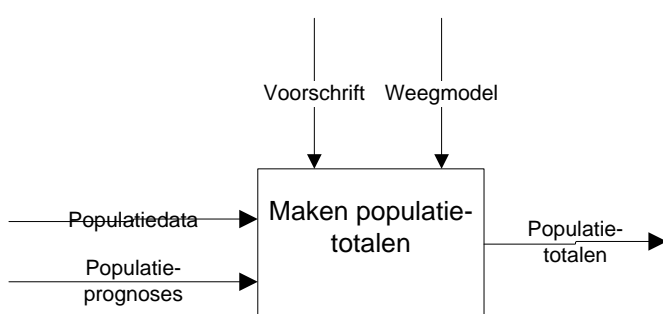 Voorschrift
Weegmodel
Populatiedata
Populatie-
prognoses
Maken populatie-
totalen
Populatie-
totalen